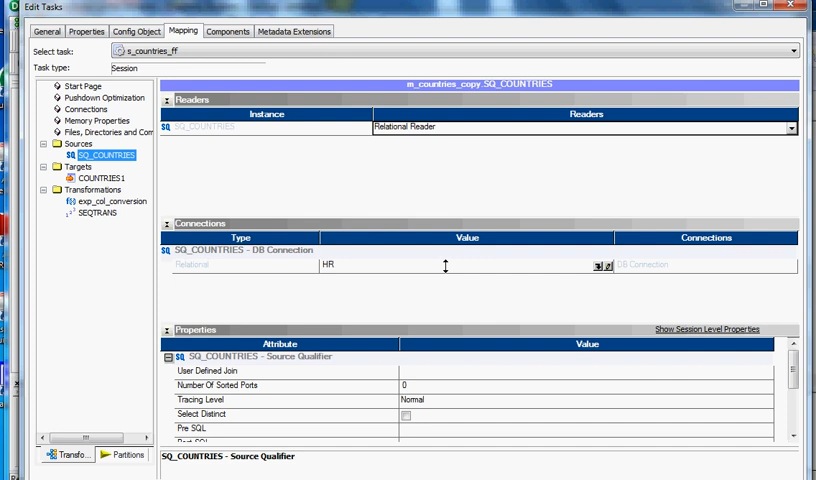 Edit Tasks
General Properties Config Object Mapping Components Metadata Extensions
Select task: s_countries_ff
Task type: Session
Start Page
Pushdown Optimization
Connections
Memory Properties
Files, Directories and Com
Sources
SQ_COUNTRIES
Targets
COUNTRIES1
Transformations
exp_col_conversion
SEQTRANS
Transfo... Partitions
m_countries_copy.SQ_COUNTRIES
Readers
Instance Readers
SQ_COUNTRIES Relational Reader
Connections
Type Value Connections
SQ_COUNTRIES - DB Connection
Relational HR DB Connection
Properties Show Session Level Properties
Attribute Value
SQ_COUNTRIES - Source Qualifier
User Defined Join
Number Of Sorted Ports 0
Tracing Level Normal
Select Distinct
Pre SQL
Post SQL
SQ_COUNTRIES - Source Qualifier